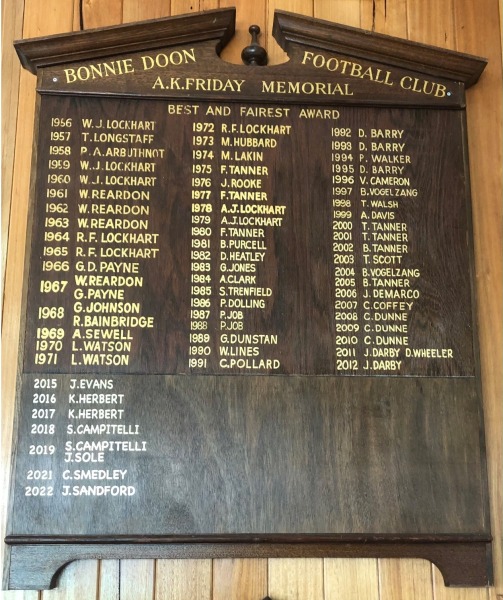 BONNIE DOON FOOTBALL CLUB
A.K.FRIDAY MEMORIAL
BEST AND FAIREST AWARD
1956 W.J.LOCKHART
1957 T.LONGSTAFF
1958 P.A.ARBUTHNOT
1959 W.J.LOCKHART
1960 W.J.LOCKHART
1961 W.REARDON
1962 W.REARDON
1963 W.REARDON
1964 R.F.LOCKHART
1965 R.F.LOCKHART
1966 G.D.PAYNE
1967 W.REARDON
G.PAYNE
1968 G.JOHNSON
R.BAINBRIDGE
1969 A.SEWELL
1970 L.WATSON
1971 L.WATSON
1972 R.F.LOCKHART
1973 M.HUBBARD
1974 M.LAKIN
1975 F.TANNER
1976 J.ROOKE
1977 F.TANNER
1978 A.J.LOCKHART
1979 A.J.LOCKHART
1980 F.TANNER
1981 B.PURCELL
1982 D.HEATLEY
1983 G.JONES
1984 A.CLARK
1985 S.TRENFIELD
1986 P.DOLLING
1987 P.JOB
1988 P.JOB
1989 G.DUNSTAN
1990 W.LINES
1991 C.POLLARD
1992 D.BARRY
1993 D.BARRY
1994 P.WALKER
1995 D.BARRY
1996 V.CAMERON
1997 B.VOGELZANG
1998 T.WALSH
1999 A.DAVIS
2000 T.TANNER
2001 T.TANNER
2002 B.TANNER
2003 T.SCOTT
2004 B.VOGELZANG
2005 B.TANNER
2006 J.DEMARCO
2007 C.COFFEY
2008 C.DUNNE
2009 C.DUNNE
2010 C.DUNNE
2011 J.DARBY D.WHEELER
2012 J.DARBY
2015 J.EVANS
2016 K.HERBERT
2017 K.HERBERT
2018 S.CAMPITELLI
2019 S.CAMPITELLI
J.SOLE
2021 C.SMEDLEY
2022 J.SANDFORD